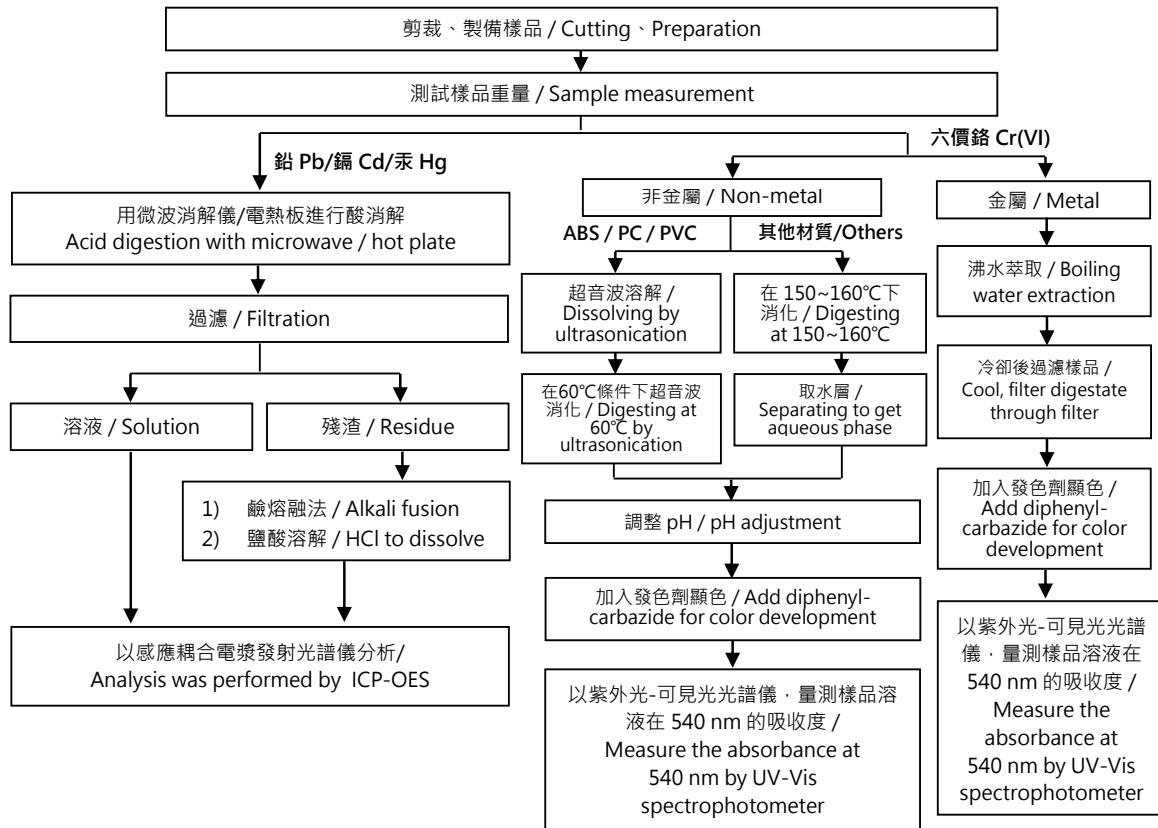 剪裁、製備樣品 / Cutting、Preparation
測試樣品重量 / Sample measurement
鉛 Pb/鎘 Cd/汞 Hg
六價鉻 Cr(VI)
用微波消解儀/電熱板進行酸消解
Acid digestion with microwave / hot plate
過濾 / Filtration
溶液 / Solution
殘渣 / Residue
1) 鹼熔融法 / Alkali fusion
2) 鹽酸溶解 / HCl to dissolve
以感應耦合電漿發射光譜儀分析/
Analysis was performed by ICP-OES
非金屬 / Non-metal
ABS / PC / PVC
其他材質/Others
超音波溶解 /
Dissolving by
ultrasonication
在 150~160℃下
消化 / Digesting
at 150~160℃
在60℃條件下超音波
消化 / Digesting at
60℃ by
ultrasonication
取水層 /
Separating to get
aqueous phase
調整 pH / pH adjustment
加入發色劑顯色 / Add diphenyl-
carbazide for color development
以紫外光-可見光光譜儀，量測樣品溶
液在 540 nm 的吸收度 /
Measure the absorbance at
540 nm by UV-Vis
spectrophotometer
金屬 / Metal
沸水萃取 / Boiling
water extraction
冷卻後過濾樣品 /
Cool, filter digestate
through filter
加入發色劑顯色 /
Add diphenyl-
carbazide for color
development
以紫外光-可見光光譜
儀，量測樣品溶液在
540 nm 的吸收度 /
Measure the
absorbance at
540 nm by UV-Vis
spectrophotometer